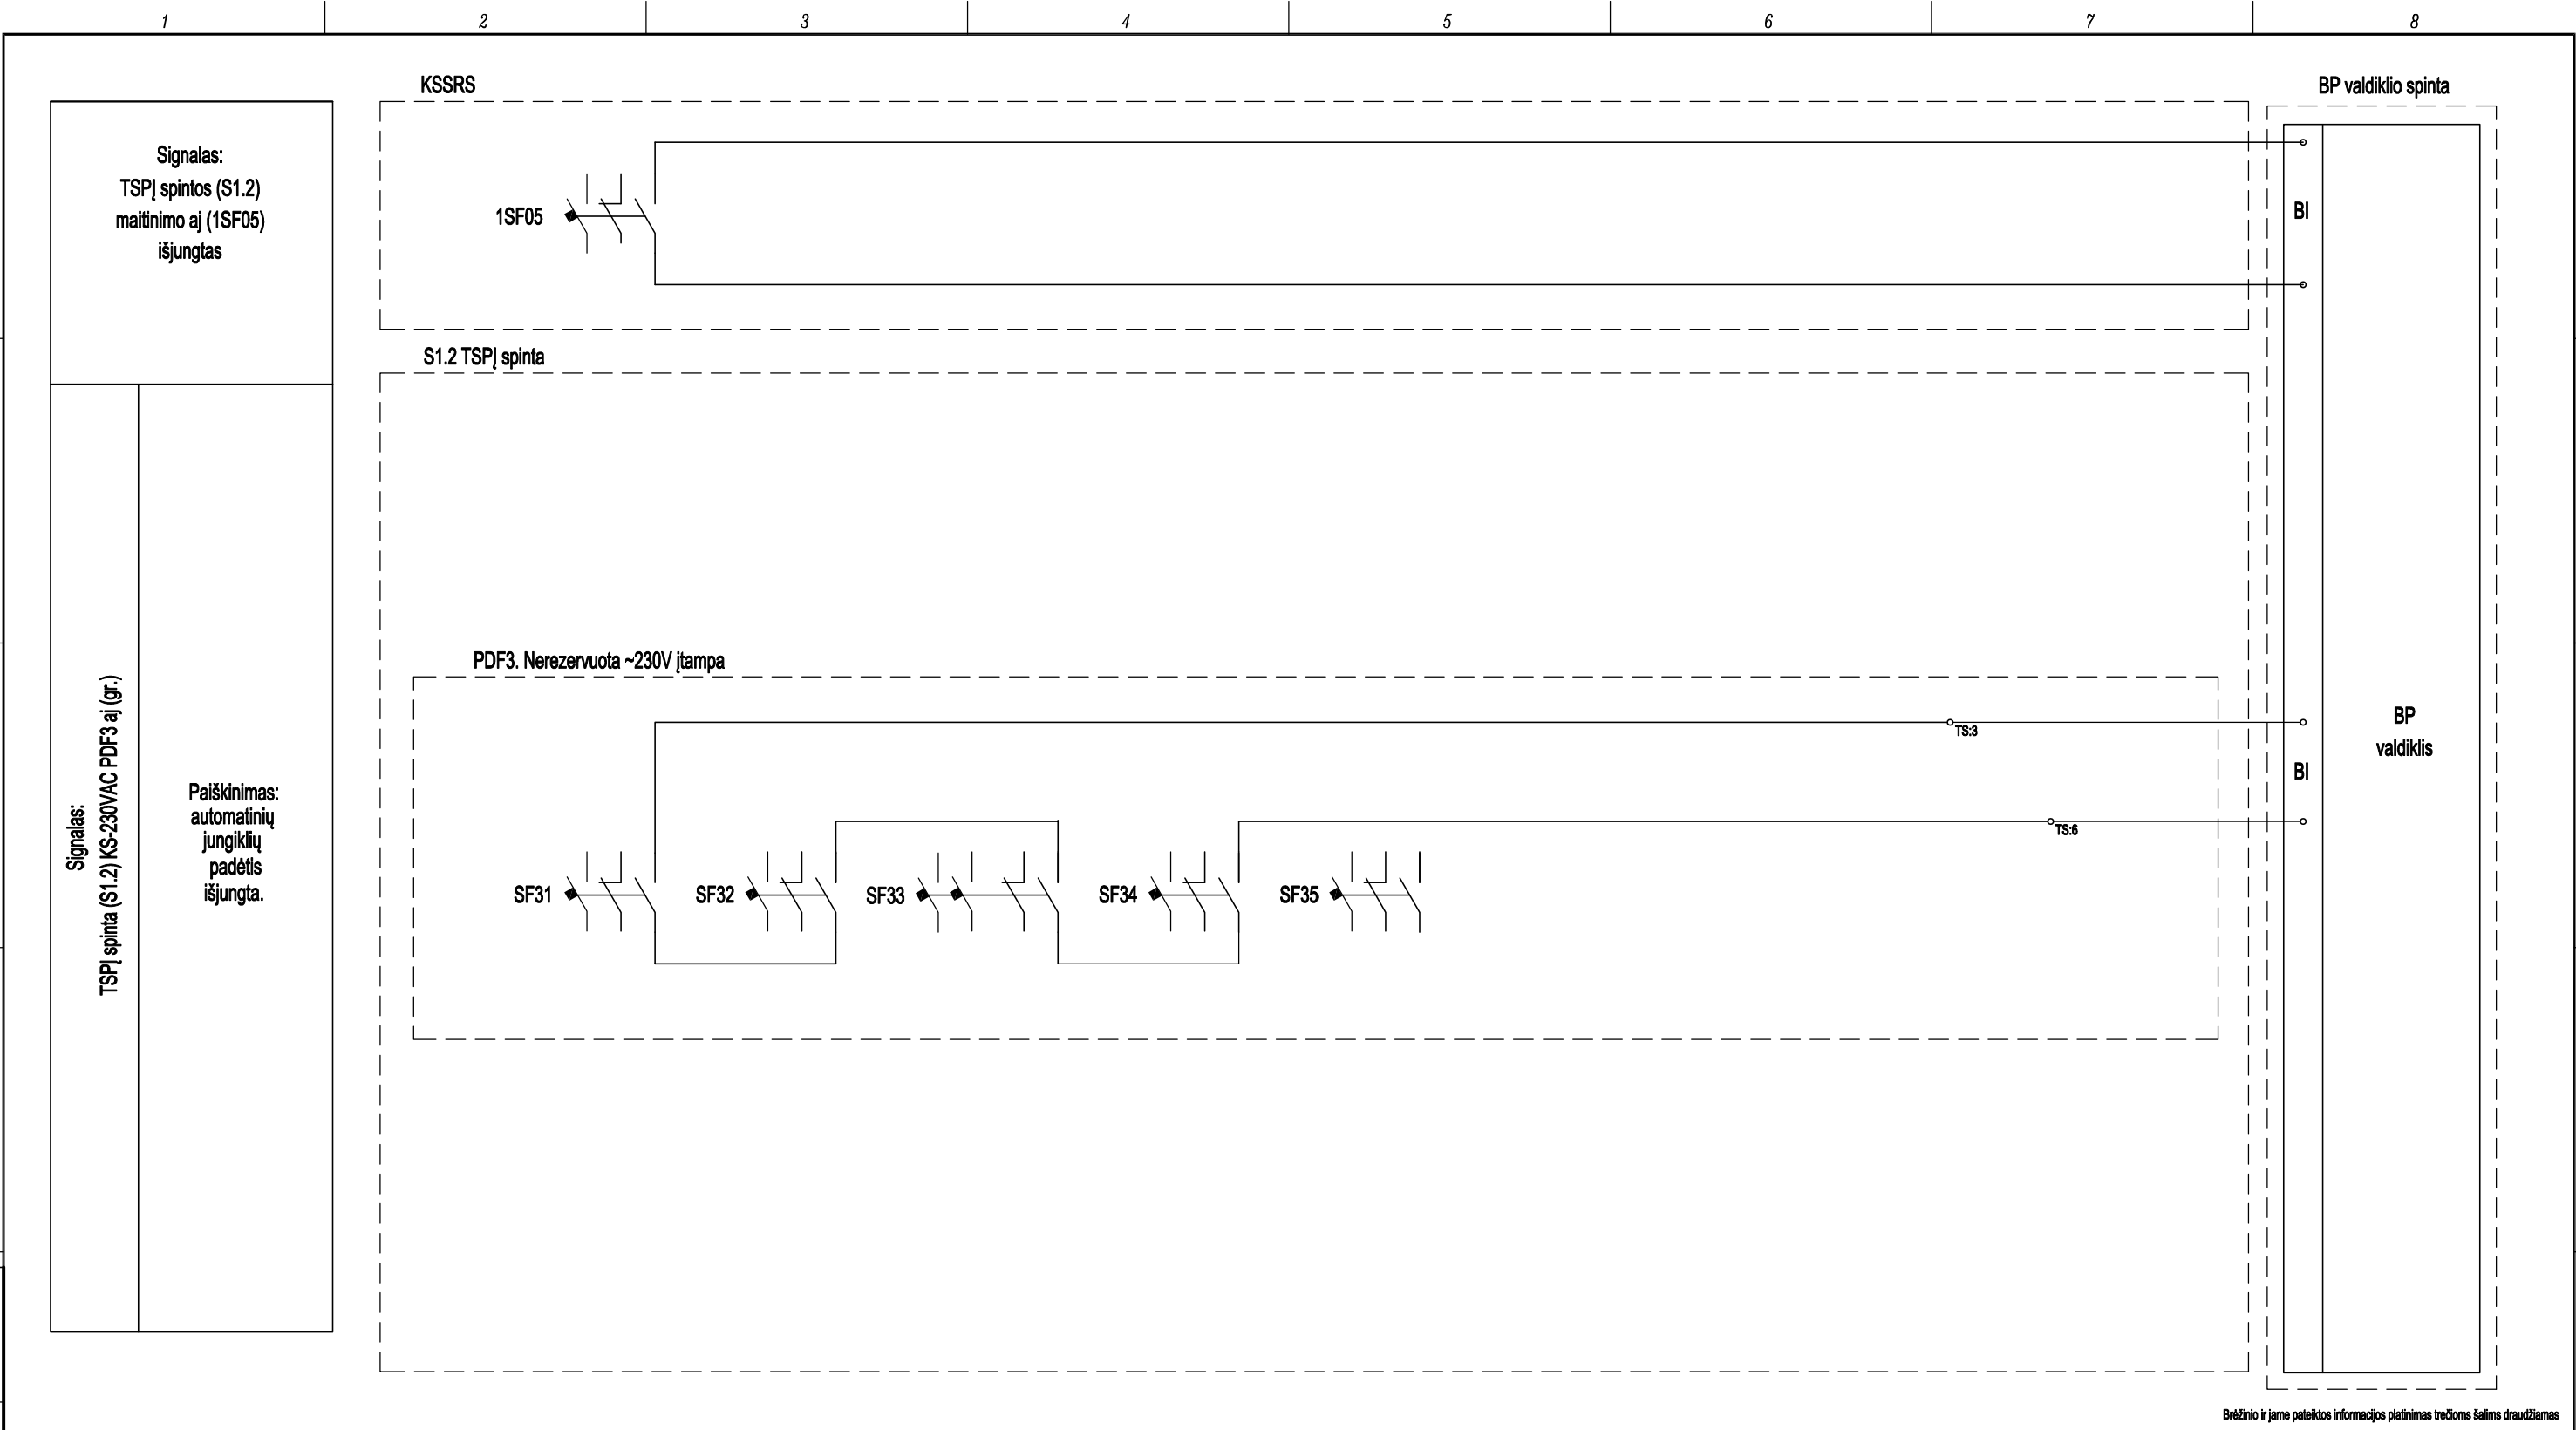 1 2 3 4 5 6 7 8
KSSRS
BP valdiklio spinta
Signalas:
TSPĮ spintos (S1.2)
maitinimo aj (1SF05)
išjungtas
1SF05
BI
S1.2 TSPĮ spinta
PDF3. Nerezervuota ~230V įtampa
TS:3
BP
valdiklis
BI
TS:6
Signalas:
TSPĮ spinta (S1.2) KS-230VAC PDF3 aj (gr.)
Paiškinimas:
automatinių
jungiklių
padėtis
išjungta.
SF31 SF32 SF33 SF34 SF35
Brėžinio ir jame pateiktos informacijos platinimas trečioms šalims draudžiamas